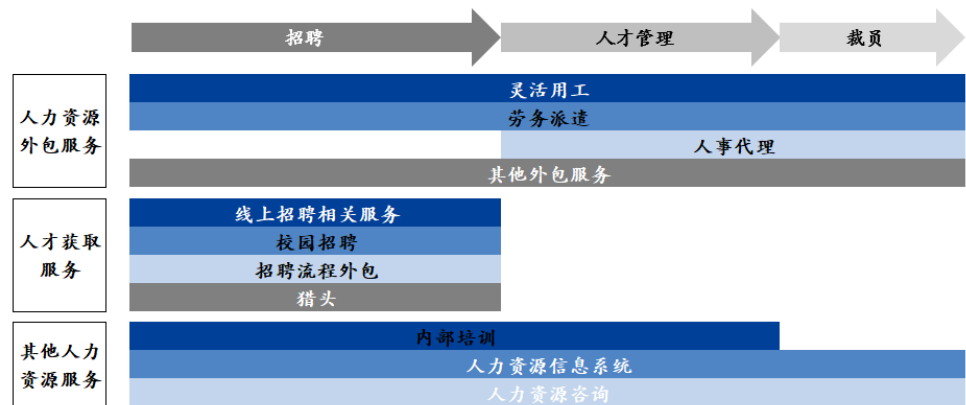 招聘
人才管理
裁员
人力资源
外包服务
灵活用工
劳务派遣
人事代理
其他外包服务
人才获取
服务
线上招聘相关服务
校园招聘
招聘流程外包
猎头
其他人力
资源服务
内部培训
人力资源信息系统
人力资源咨询